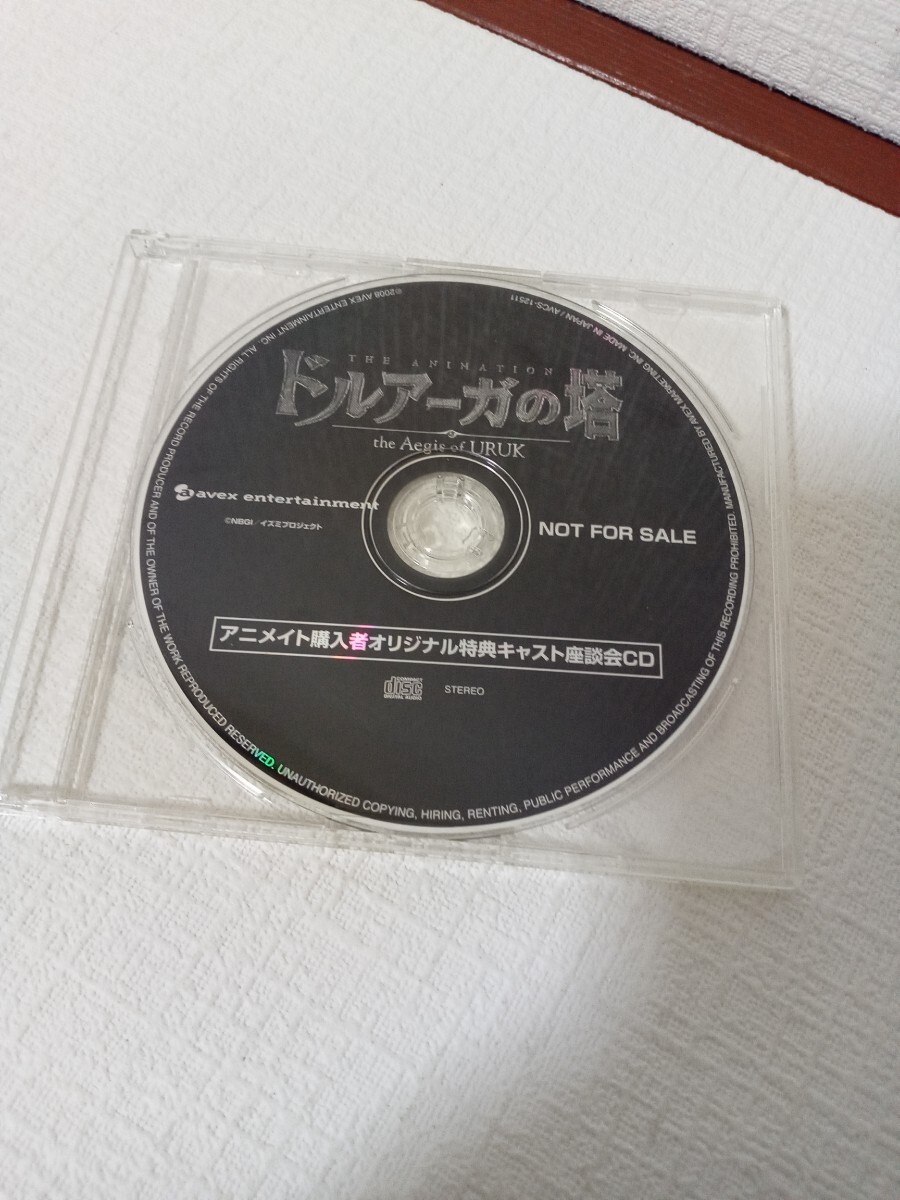 THE ANIMATION
ドルアーガの塔
the Aegis of URUK
avex entertainment
©NBGI/イズミプロジェクト
NOT FOR SALE
アニメイト購入者オリジナル特典キャスト座談会CD
COMPACT
disc
DIGITAL AUDIO
STEREO
℗2008 AVEX ENTERTAINMENT INC. ALL RIGHTS OF THE RECORD PRODUCER AND OF THE OWNER OF THE WORK REPRODUCED RESERVED. UNAUTHORIZED COPYING, HIRING, RENTING, PUBLIC PERFORMANCE AND BROADCASTING OF THIS RECORDING PROHIBITED. MANUFACTURED BY AVEX MARKETING INC. MADE IN JAPAN / AVCS-12511